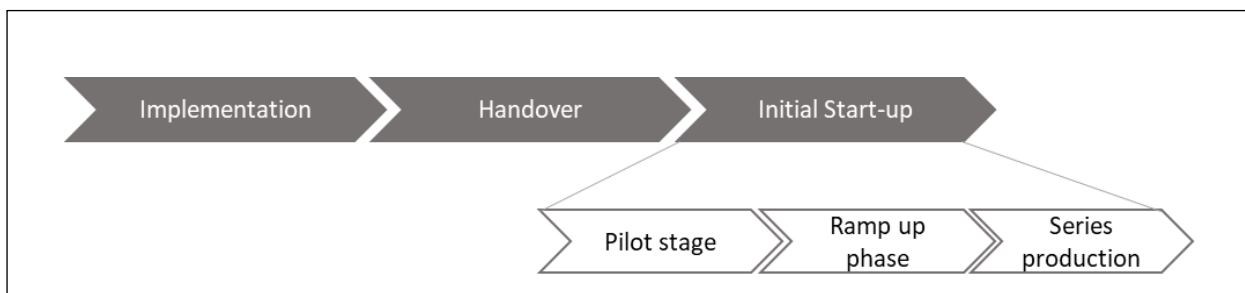 Implementation
Handover
Initial Start-up
Pilot stage
Ramp up
phase
Series
production